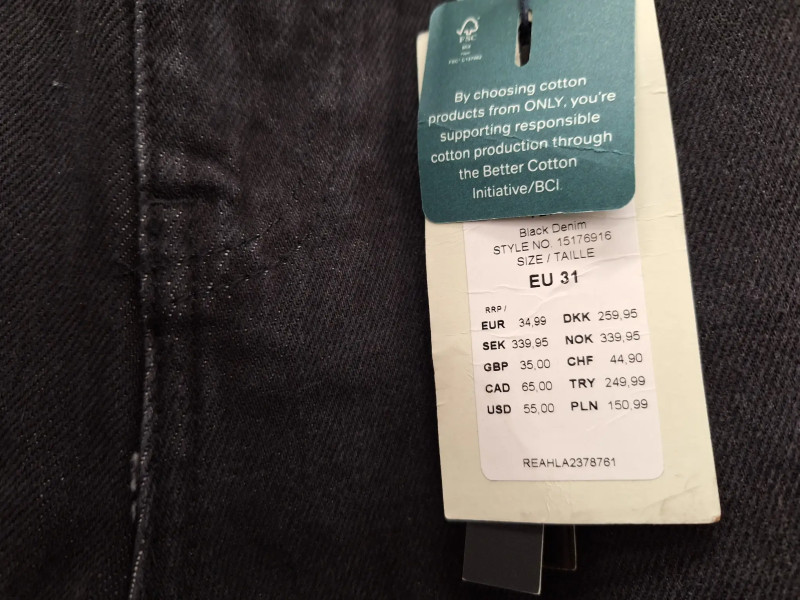 FSC
By choosing cotton
products from ONLY, you're
supporting responsible
cotton production through
the Better Cotton
Initiative/BCI.
Black Denim
STYLE NO. 15176916
SIZE / TAILLE
EU 31
RRP /
EUR 34,99 DKK 259,95
SEK 339,95 NOK 339,95
GBP 35,00 CHF 44,90
CAD 65,00 TRY 249,99
USD 55,00 PLN 150,99
REAHLA2378761